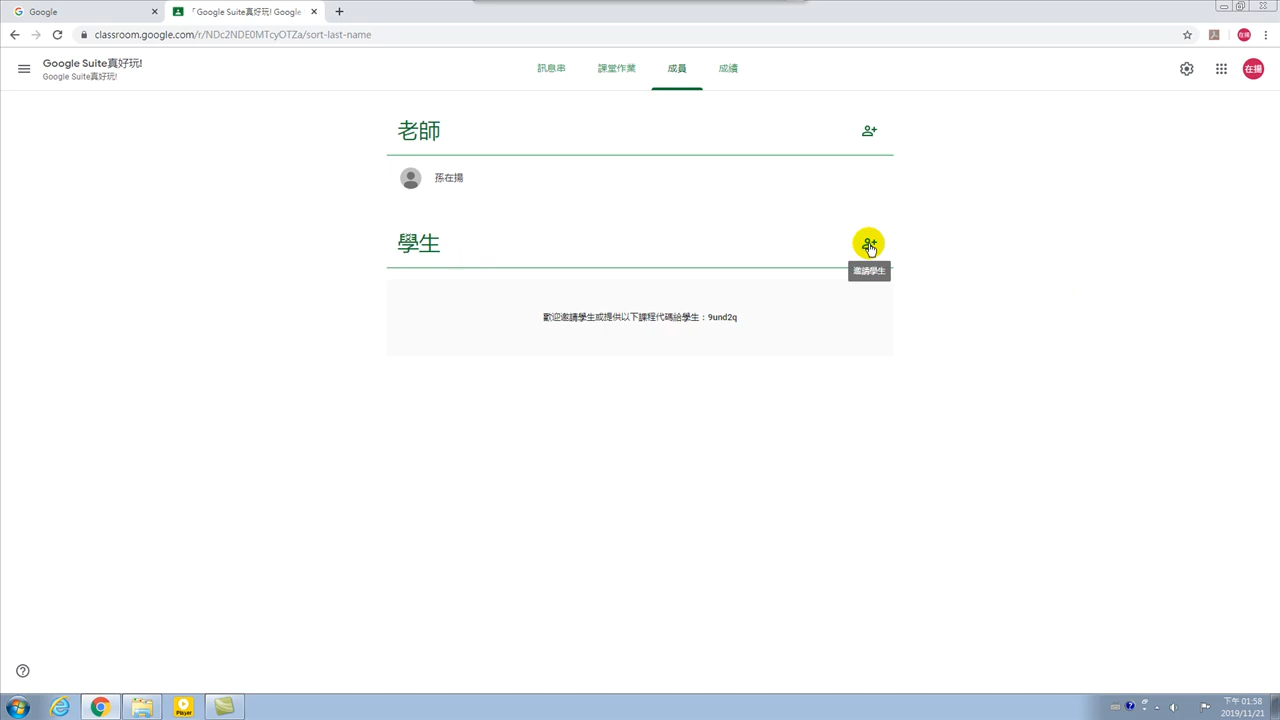 Google
「Google Suite真好玩! Google
classroom.google.com/r/NDc2NDE0MTcyOTZa/sort-last-name
在揚
Google Suite真好玩!
Google Suite真好玩!
訊息串
課堂作業
成員
成績
在揚
老師
孫在揚
學生
邀請學生
歡迎邀請學生或提供以下課程代碼給學生：9und2q
Player
下午 01:58
2019/11/21